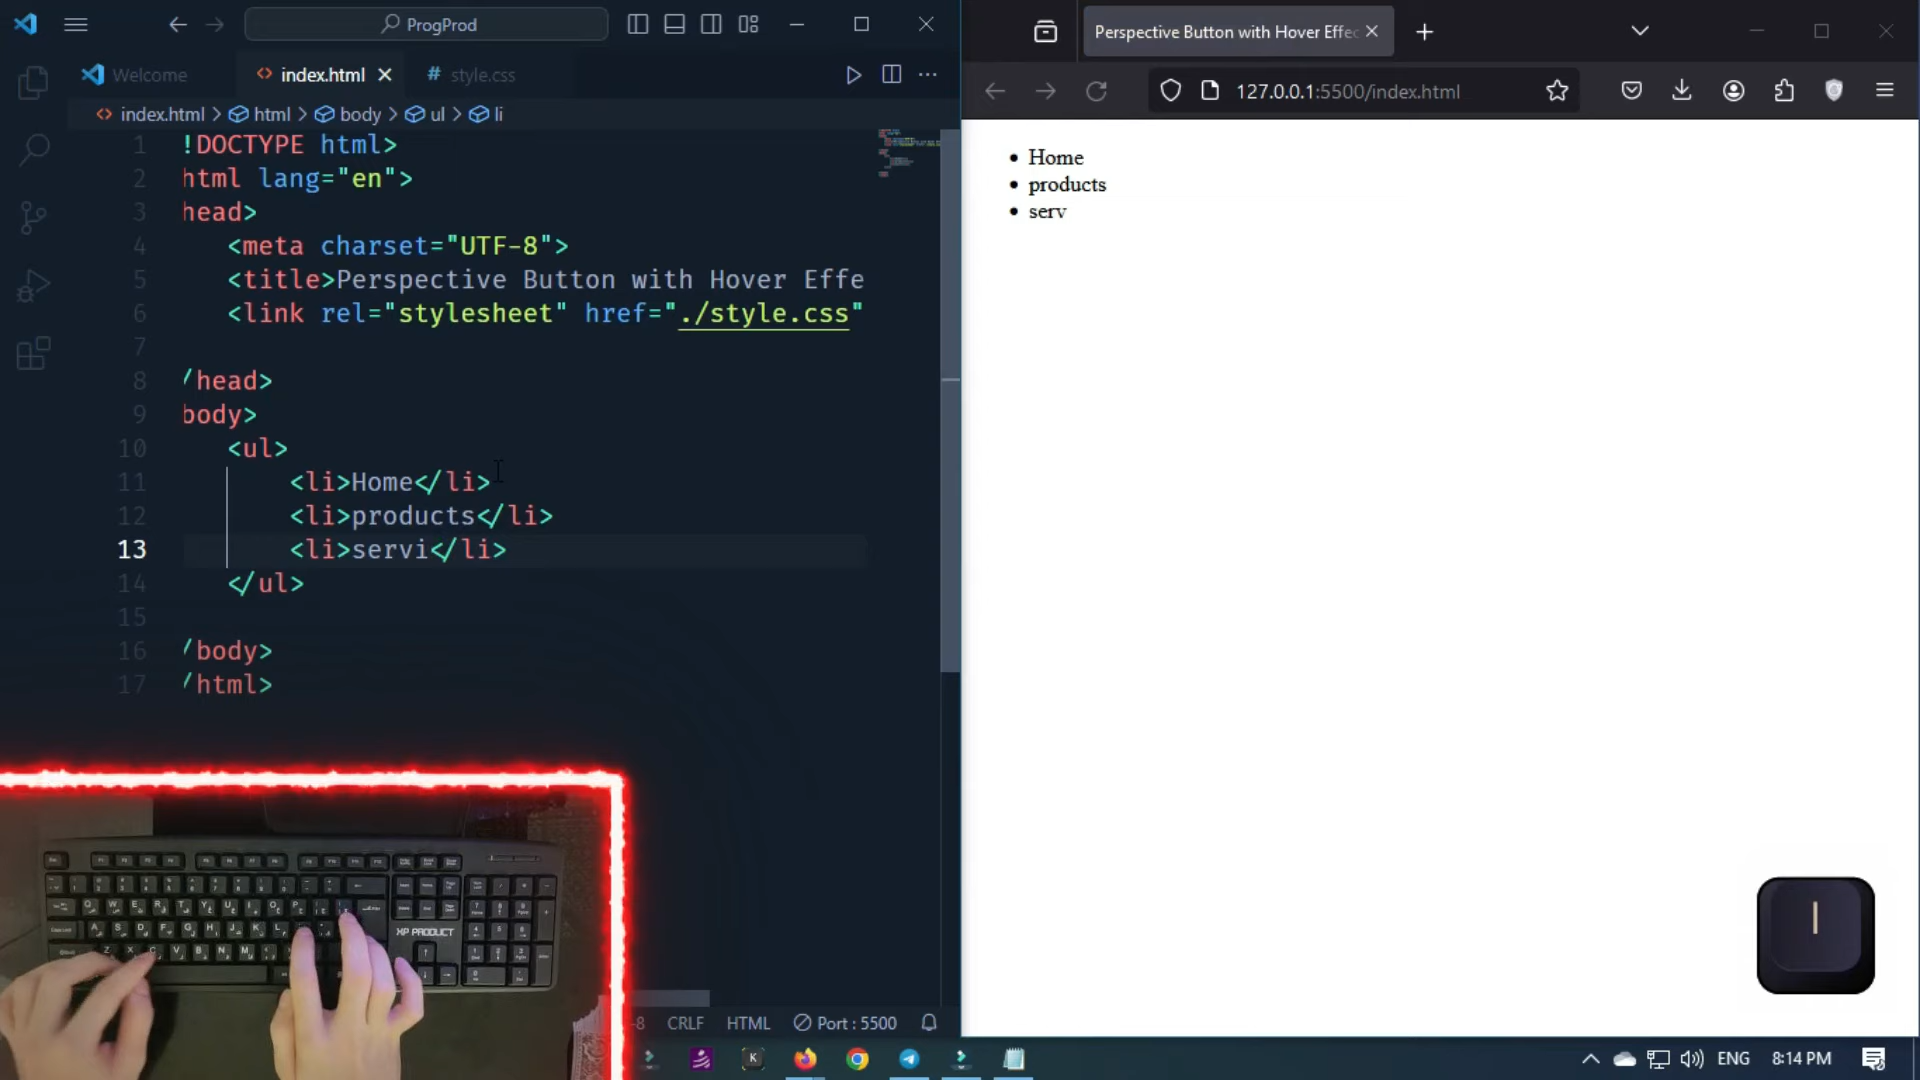 ProgProd
Welcome
index.html
style.css
index.html > html > body > ul > li
1 !DOCTYPE html>
2 html lang="en">
3 head>
4 <meta charset="UTF-8">
5 <title>Perspective Button with Hover Effe
6 <link rel="stylesheet" href="./style.css"
7
8 /head>
9 body>
10 <ul>
11 <li>Home</li>
12 <li>products</li>
13 <li>servi</li>
14 </ul>
15
16 /body>
17 /html>
-8 CRLF HTML Port : 5500
Perspective Button with Hover Effec
127.0.0.1:5500/index.html
• Home
• products
• serv
XP PRODUCT
I
K
ENG 8:14 PM